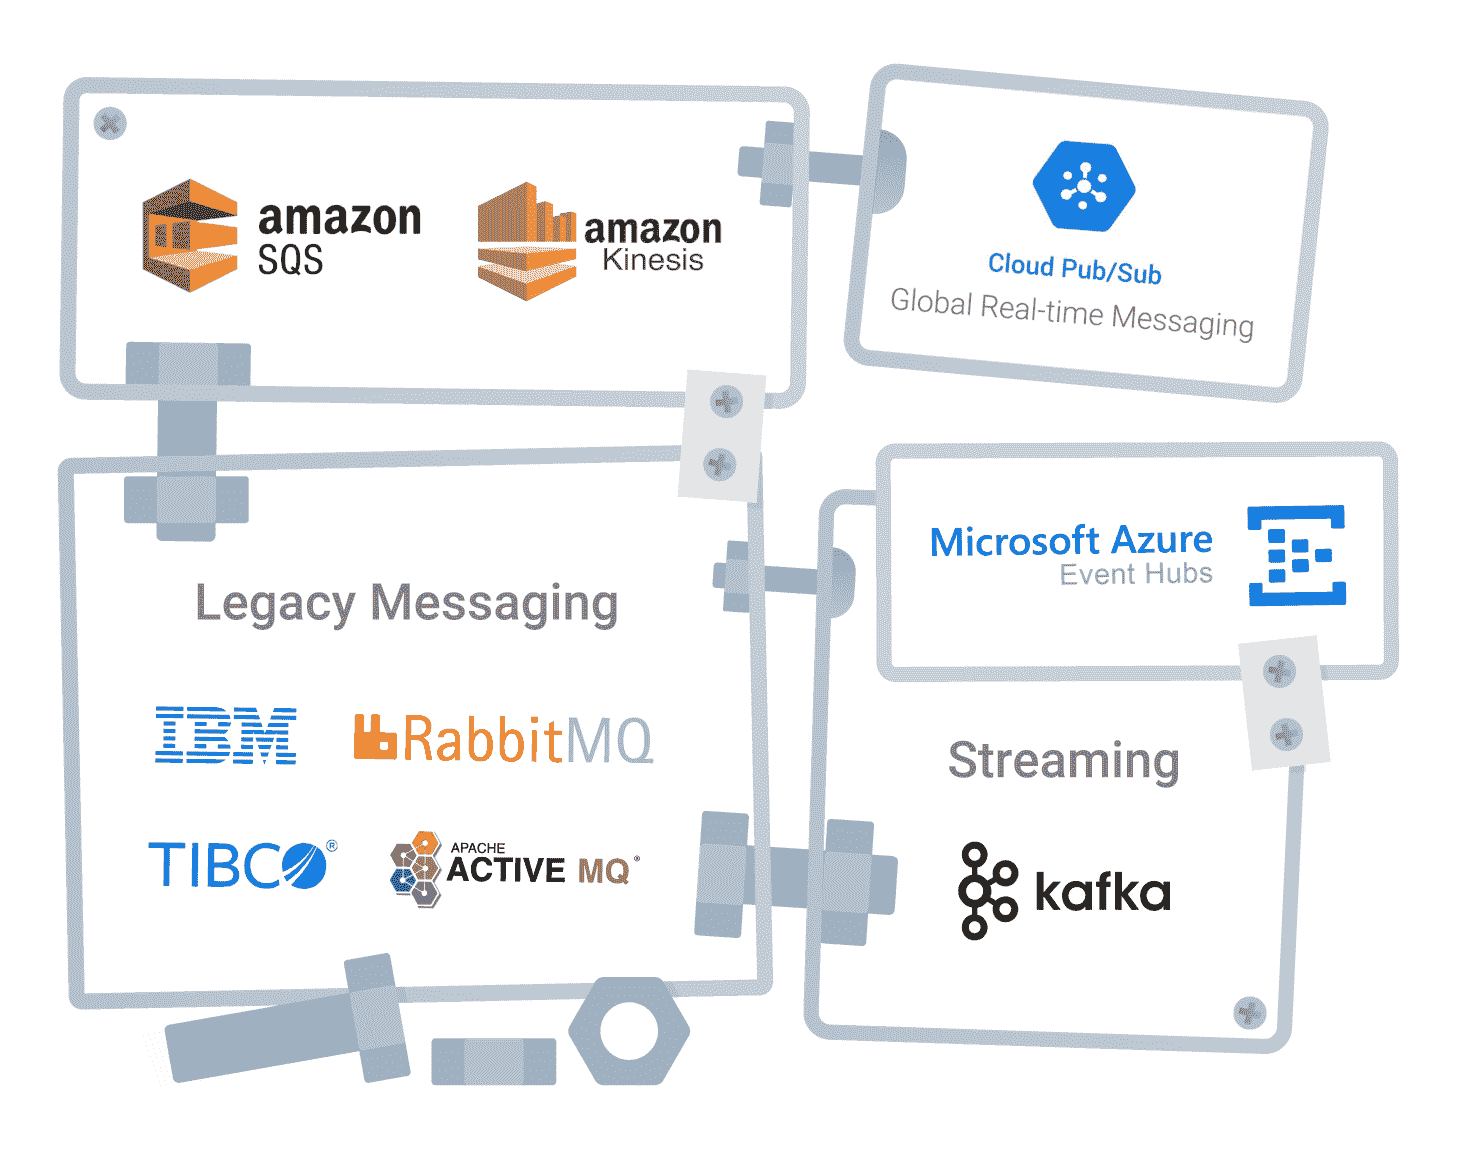 amazon
SQS
amazon
Kinesis
Cloud Pub/Sub
Global Real-time Messaging
Legacy Messaging
IBM
RabbitMQ
TIBCO®
APACHE
ACTIVE MQ®
Microsoft Azure
Event Hubs
Streaming
kafka